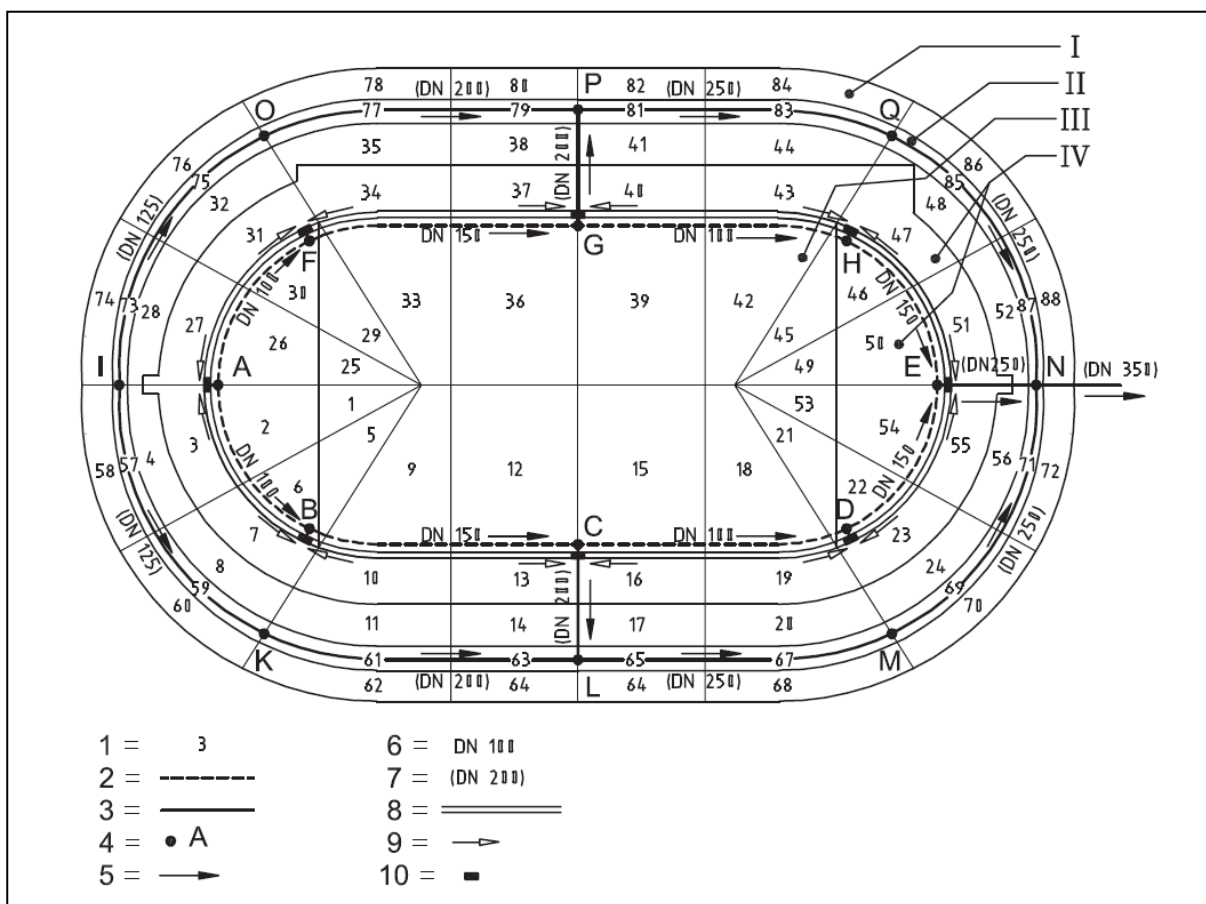 I
II
III
IV
78 (DN 200) 80 P 82 (DN 250) 84
O 77 79 81 83 Q
76 75 35 38 (DN 200) 41 44 85 86
32 34 37 40 43 48
(DN 125) 31 F DN 150 G DN 100 H 47 (DN 250)
74 73 28 27 DN 100 30 33 36 39 42 46 DN 150 51 52 87 88
26 29 45 50
I A 25 49 E (DN250) N (DN 350)
1 53
58 57 4 3 2 5 21 54 55 56 71 72
DN 100 6 9 12 15 18 22 DN 150
(DN 125) 7 B DN 150 C DN 100 D 23 (DN 250)
60 59 8 10 13 (DN 200) 16 19 24 69 70
11 14 17 20
K 61 63 65 67 M
62 (DN 200) 64 L 64 (DN 250) 68
1 = 3
2 =
3 =
4 = A
5 =
6 = DN 100
7 = (DN 200)
8 =
9 =
10 =